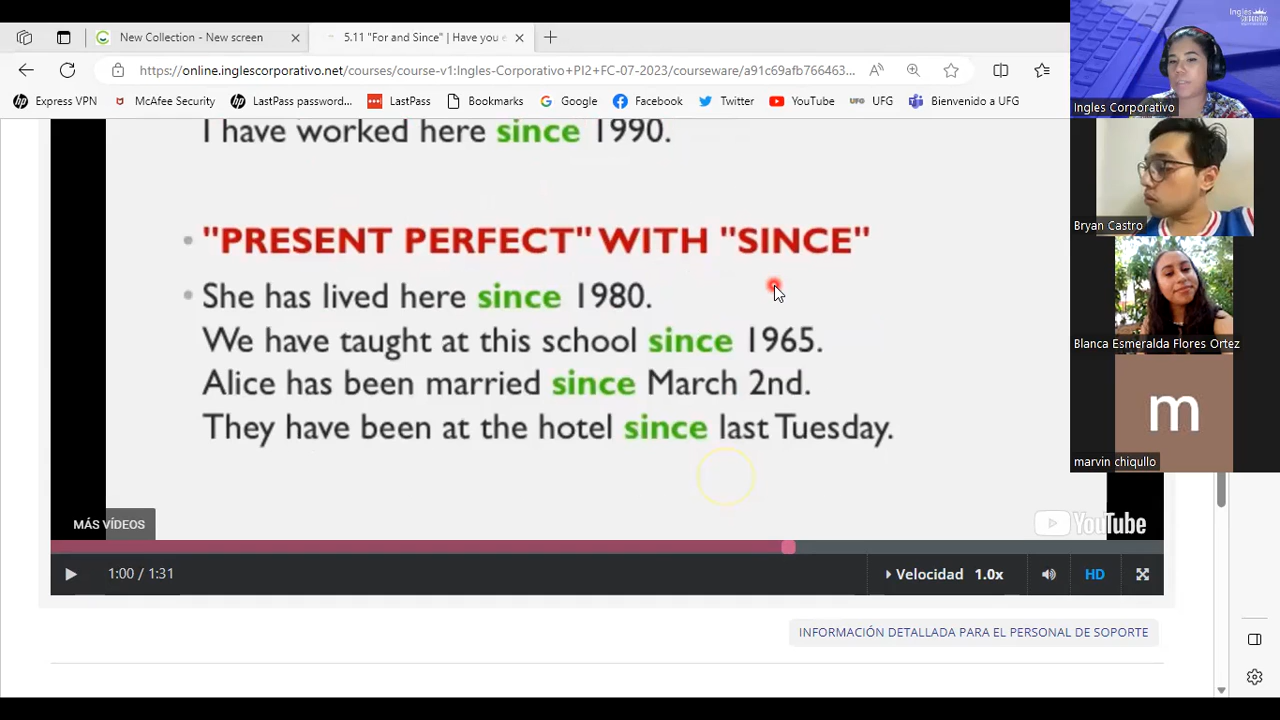 New Collection - New screen
5.11 "For and Since" | Have you e
Ingles Corporativo
https://online.inglescorporativo.net/courses/course-v1:Ingles-Corporativo+PI2+FC-07-2023/courseware/a91c69afb766463...
Express VPN
McAfee Security
LastPass password...
LastPass
Bookmarks
Google
Facebook
Twitter
YouTube
UFG
Bienvenido a UFG
Ingles Corporativo
I have worked here since 1990.
"PRESENT PERFECT" WITH "SINCE"
She has lived here since 1980.
We have taught at this school since 1965.
Alice has been married since March 2nd.
They have been at the hotel since last Tuesday.
Bryan Castro
Blanca Esmeralda Flores Ortez
m
marvin chiqullo
MÁS VÍDEOS
YouTube
1:00 / 1:31
Velocidad 1.0x
HD
INFORMACIÓN DETALLADA PARA EL PERSONAL DE SOPORTE